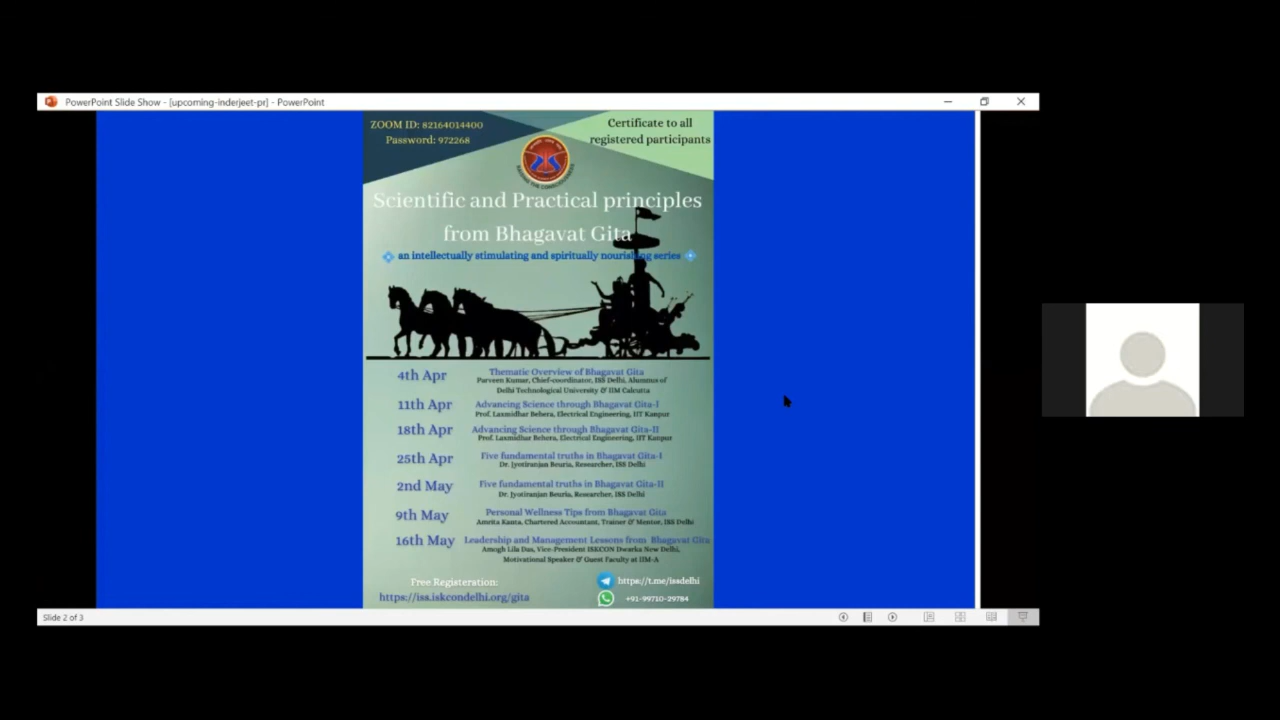 PowerPoint Slide Show - [upcoming-inderjeet-pr] - PowerPoint
ZOOM ID: 82164014400
Password: 972268
Certificate to all
registered participants
Scientific and Practical principles
from Bhagavat Gita
an intellectually stimulating and spiritually nourishing series
4th Apr
Thematic Overview of Bhagavat Gita
Parveen Kumar, Chief-coordinator, ISS Delhi, Alumnus of
Delhi Technological University & IIM Calcutta
11th Apr
Advancing Science through Bhagavat Gita-I
Prof. Laxmidhar Behera, Electrical Engineering, IIT Kanpur
18th Apr
Advancing Science through Bhagavat Gita-II
Prof. Laxmidhar Behera, Electrical Engineering, IIT Kanpur
25th Apr
Five fundamental truths in Bhagavat Gita-I
Dr. Jyotiranjan Beuria, Researcher, ISS Delhi
2nd May
Five fundamental truths in Bhagavat Gita-II
Dr. Jyotiranjan Beuria, Researcher, ISS Delhi
9th May
Personal Wellness Tips from Bhagavat Gita
Amrita Kanta, Chartered Accountant, Trainer & Mentor, ISS Delhi
16th May
Leadership and Management Lessons from Bhagavat Gita
Amogh Lila Das, Vice-President ISKCON Dwarka New Delhi,
Motivational Speaker & Guest Faculty at IIM-A
Free Registeration:
https://iss.iskcondelhi.org/gita
https://t.me/issdelhi
+91-99710-29784
Slide 2 of 3